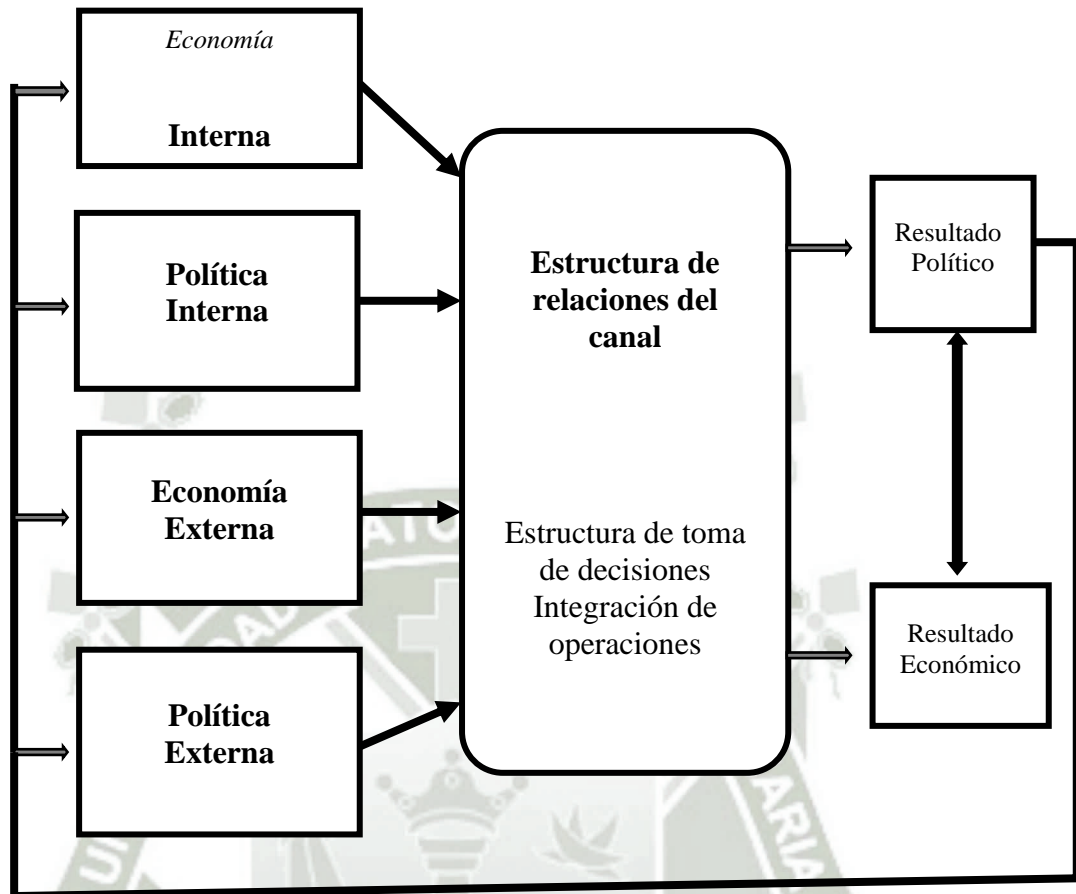 Economía
Interna
Política
Interna
Economía
Externa
Política
Externa
Estructura de
relaciones del
canal
Estructura de toma
de decisiones
Integración de
operaciones
Resultado
Político
Resultado
Económico